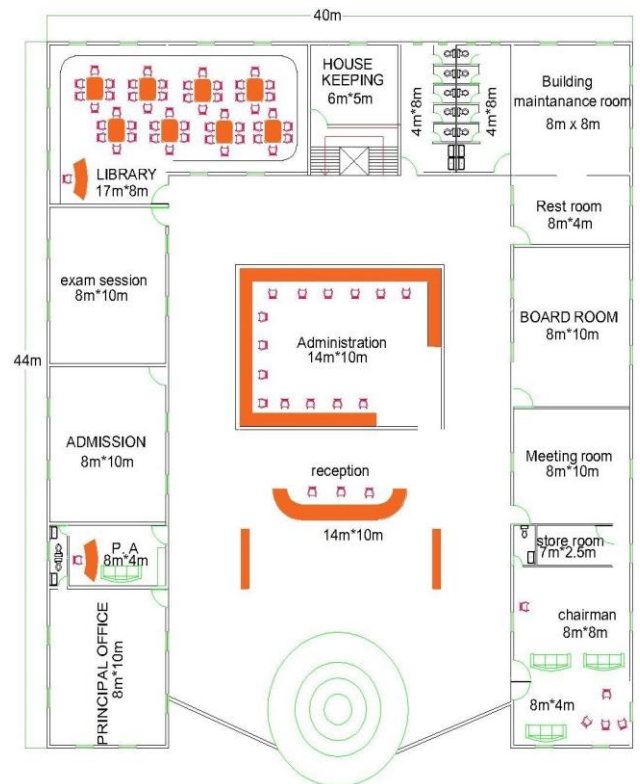 40m
44m
LIBRARY
17m*8m
HOUSE
KEEPING
6m*5m
4m*8m
4m*8m
Building
maintanance room
8m x 8m
Rest room
8m*4m
exam session
8m*10m
Administration
14m*10m
BOARD ROOM
8m*10m
ADMISSION
8m*10m
Meeting room
8m*10m
reception
14m*10m
P. A
8m*4m
store room
7m*2.5m
PRINCIPAL OFFICE
8m*10m
chairman
8m*8m
8m*4m